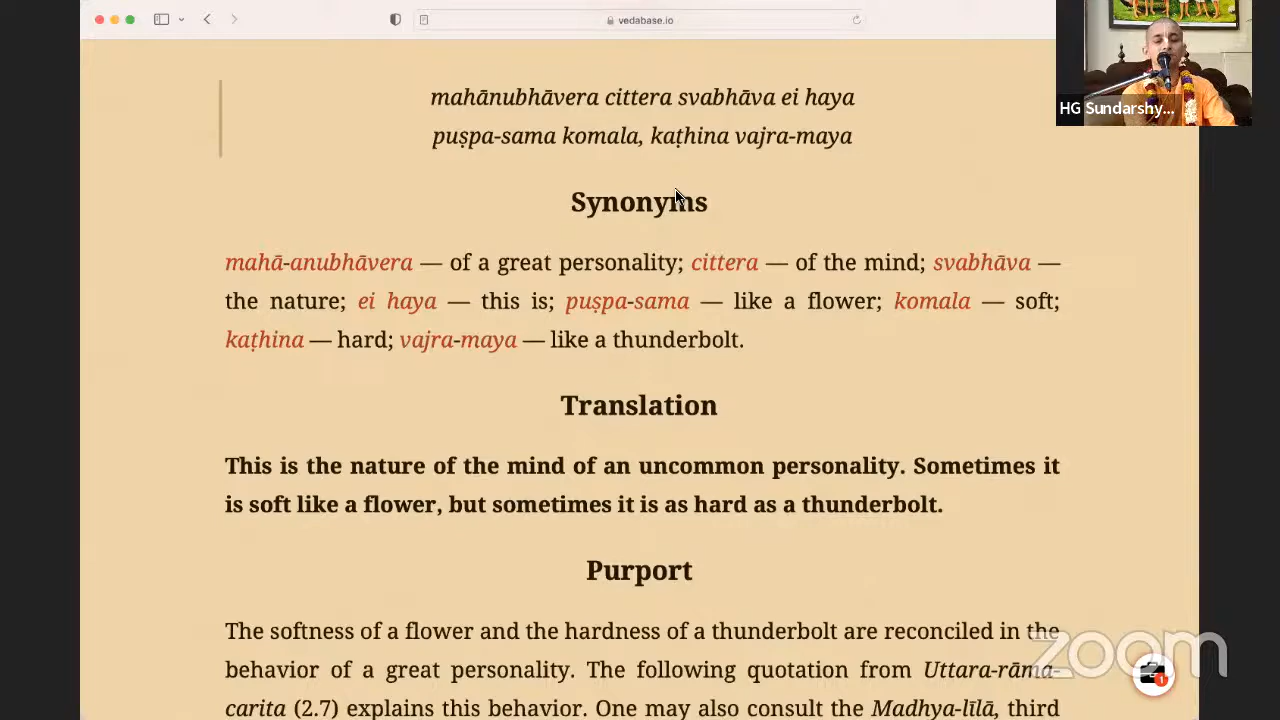 vedabase.io
HG Sundarshy...
mahānubhāvera cittera svabhāva ei haya
puṣpa-sama komala, kaṭhina vajra-maya
Synonyms
mahā-anubhāvera — of a great personality; cittera — of the mind; svabhāva —
the nature; ei haya — this is; puṣpa-sama — like a flower; komala — soft;
kaṭhina — hard; vajra-maya — like a thunderbolt.
Translation
This is the nature of the mind of an uncommon personality. Sometimes it
is soft like a flower, but sometimes it is as hard as a thunderbolt.
Purport
The softness of a flower and the hardness of a thunderbolt are reconciled in the
behavior of a great personality. The following quotation from Uttara-rāma-
carita (2.7) explains this behavior. One may also consult the Madhya-līlā, third
zoom
1